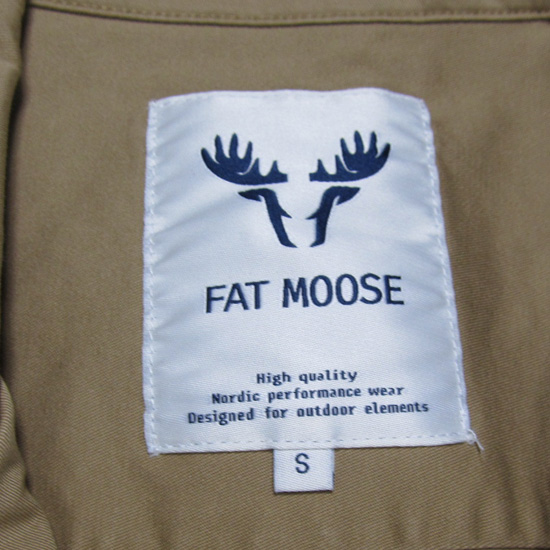 FAT MOOSE
High quality
Nordic performance wear
Designed for outdoor elements
S